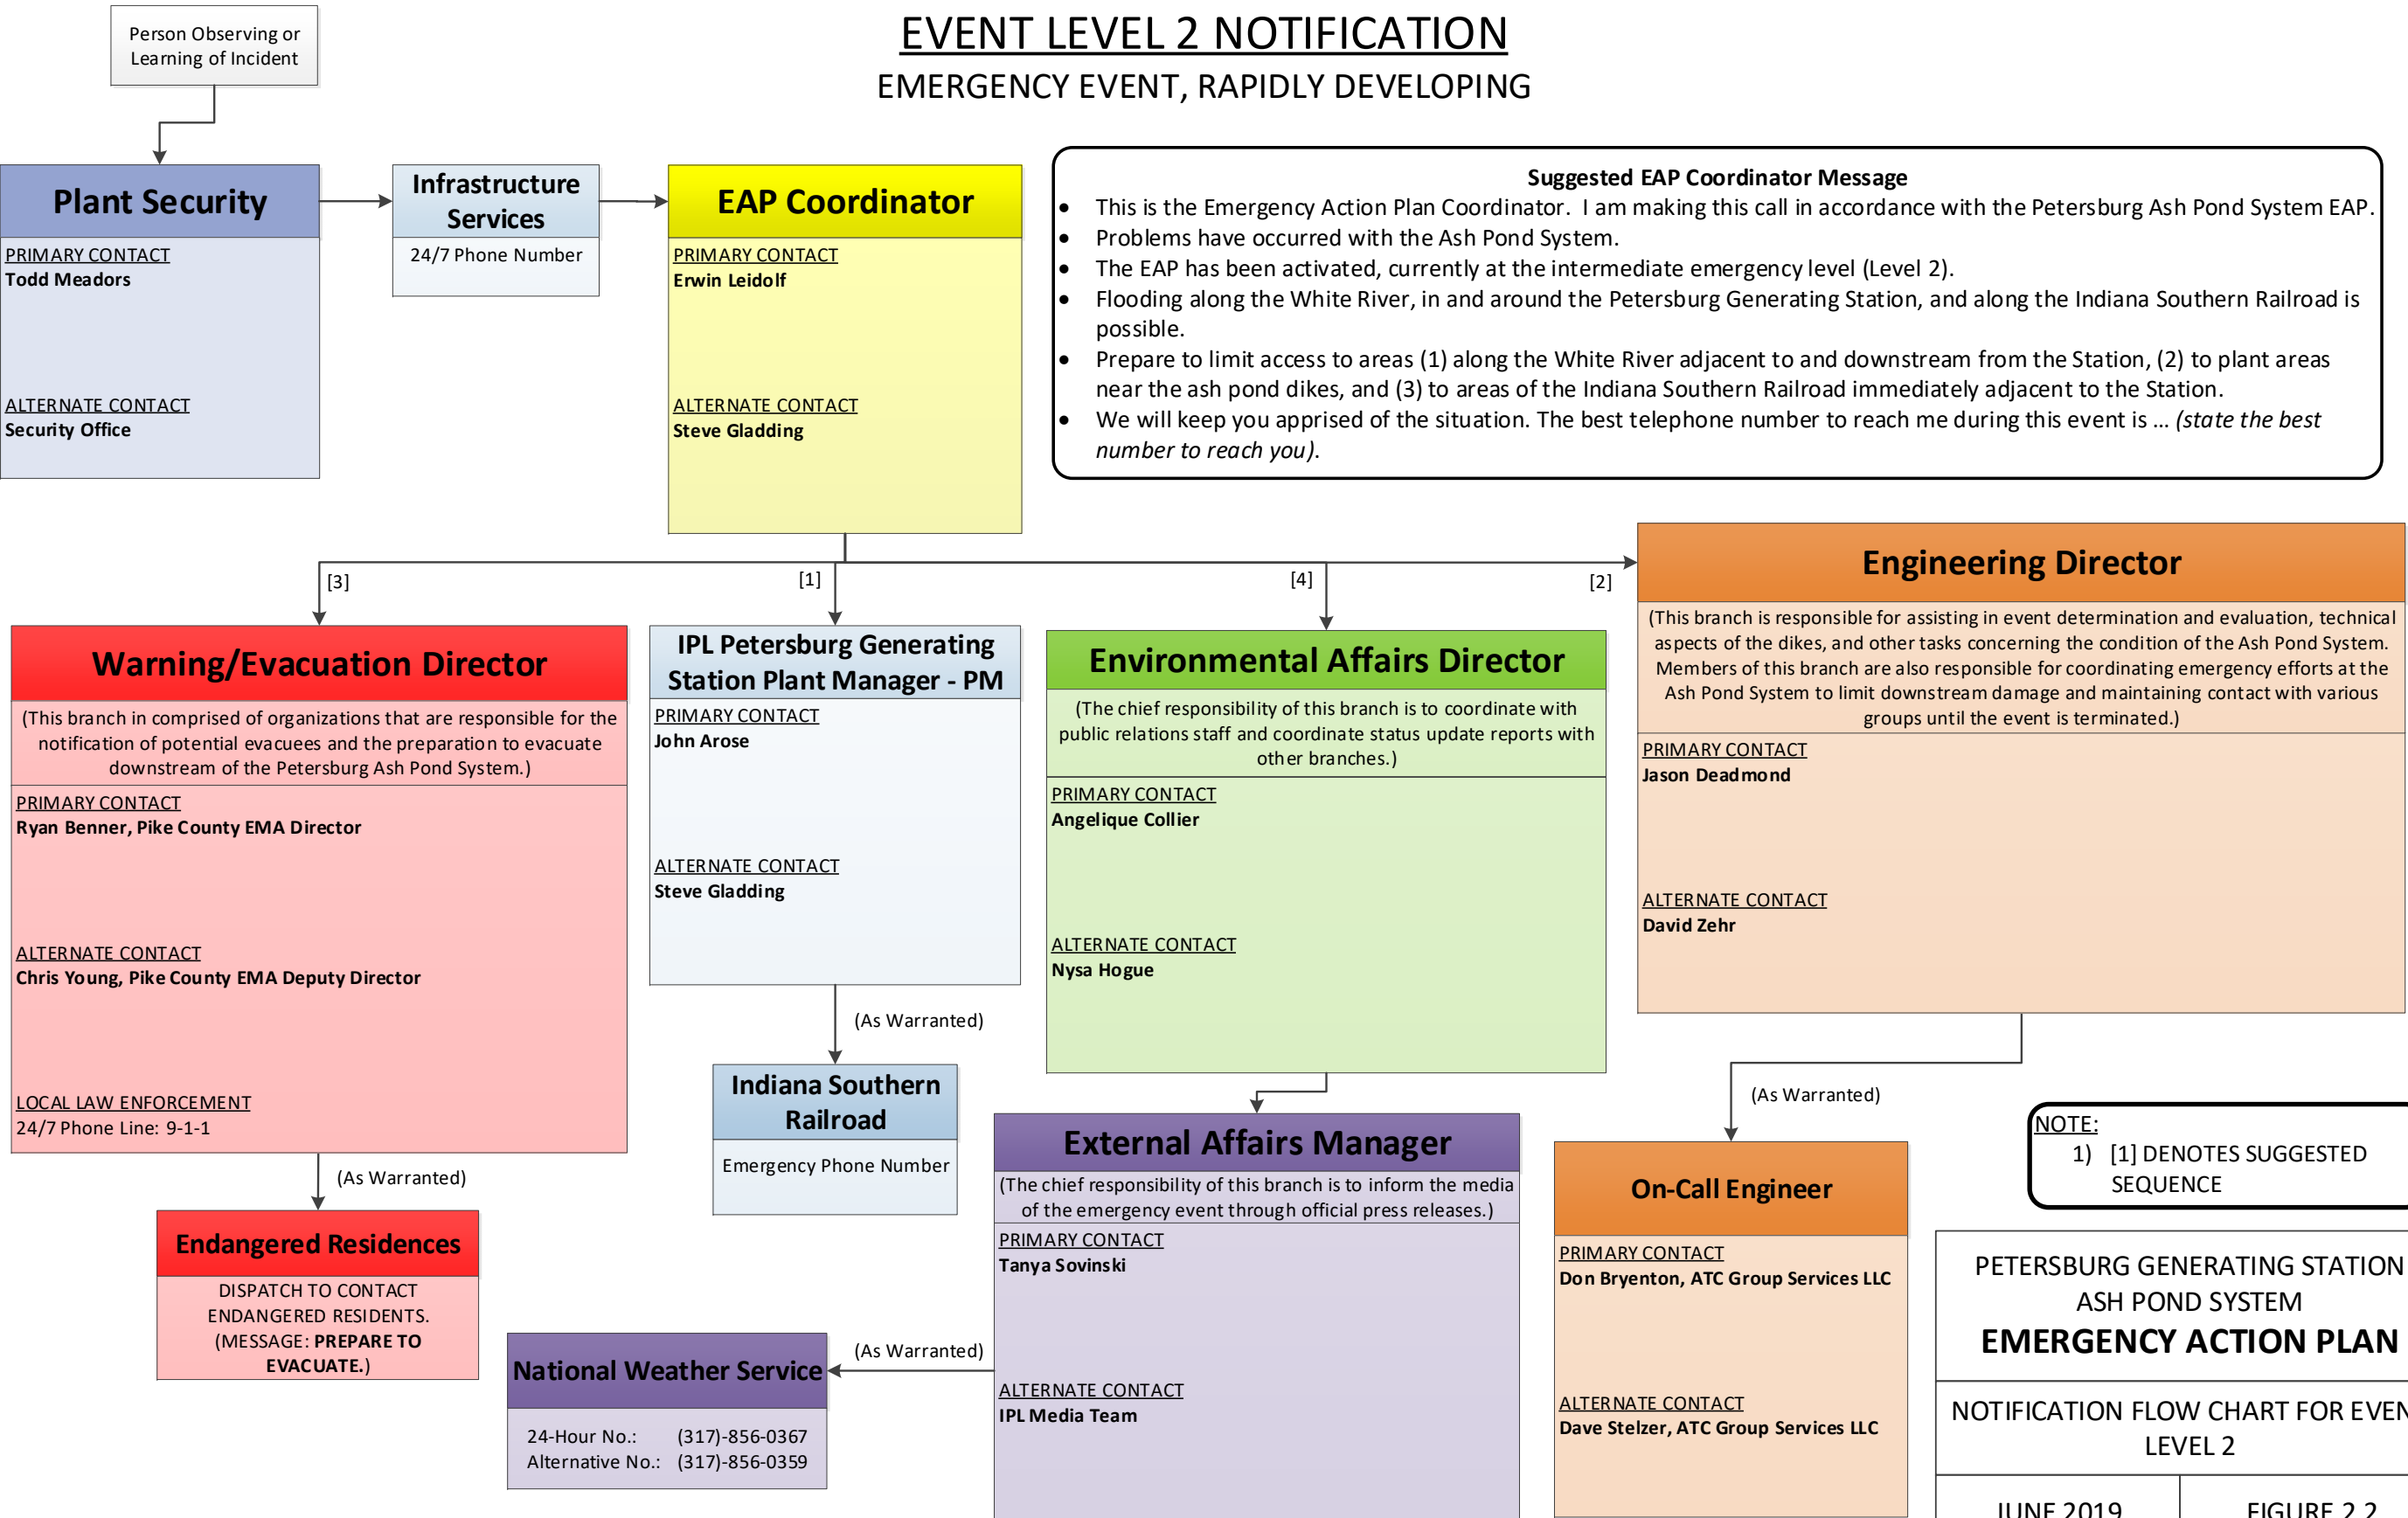 EVENT LEVEL 2 NOTIFICATION
EMERGENCY EVENT, RAPIDLY DEVELOPING
Person Observing or
Learning of Incident
Plant Security
PRIMARY CONTACT
Todd Meadors
ALTERNATE CONTACT
Security Office
Infrastructure
Services
24/7 Phone Number
EAP Coordinator
PRIMARY CONTACT
Erwin Leidolf
ALTERNATE CONTACT
Steve Gladding
Suggested EAP Coordinator Message
• This is the Emergency Action Plan Coordinator. I am making this call in accordance with the Petersburg Ash Pond System EAP.
• Problems have occurred with the Ash Pond System.
• The EAP has been activated, currently at the intermediate emergency level (Level 2).
• Flooding along the White River, in and around the Petersburg Generating Station, and along the Indiana Southern Railroad is
possible.
• Prepare to limit access to areas (1) along the White River adjacent to and downstream from the Station, (2) to plant areas
near the ash pond dikes, and (3) to areas of the Indiana Southern Railroad immediately adjacent to the Station.
• We will keep you apprised of the situation. The best telephone number to reach me during this event is ... (state the best
number to reach you).
[3]
[1]
[4]
[2]
Warning/Evacuation Director
(This branch in comprised of organizations that are responsible for the
notification of potential evacuees and the preparation to evacuate
downstream of the Petersburg Ash Pond System.)
PRIMARY CONTACT
Ryan Benner, Pike County EMA Director
ALTERNATE CONTACT
Chris Young, Pike County EMA Deputy Director
LOCAL LAW ENFORCEMENT
24/7 Phone Line: 9-1-1
(As Warranted)
Endangered Residences
DISPATCH TO CONTACT
ENDANGERED RESIDENTS.
(MESSAGE: PREPARE TO
EVACUATE.)
IPL Petersburg Generating
Station Plant Manager - PM
PRIMARY CONTACT
John Arose
ALTERNATE CONTACT
Steve Gladding
(As Warranted)
Indiana Southern
Railroad
Emergency Phone Number
Environmental Affairs Director
(The chief responsibility of this branch is to coordinate with
public relations staff and coordinate status update reports with
other branches.)
PRIMARY CONTACT
Angelique Collier
ALTERNATE CONTACT
Nysa Hogue
External Affairs Manager
(The chief responsibility of this branch is to inform the media
of the emergency event through official press releases.)
PRIMARY CONTACT
Tanya Sovinski
ALTERNATE CONTACT
IPL Media Team
(As Warranted)
National Weather Service
24-Hour No.: (317)-856-0367
Alternative No.: (317)-856-0359
Engineering Director
(This branch is responsible for assisting in event determination and evaluation, technical
aspects of the dikes, and other tasks concerning the condition of the Ash Pond System.
Members of this branch are also responsible for coordinating emergency efforts at the
Ash Pond System to limit downstream damage and maintaining contact with various
groups until the event is terminated.)
PRIMARY CONTACT
Jason Deadmond
ALTERNATE CONTACT
David Zehr
(As Warranted)
On-Call Engineer
PRIMARY CONTACT
Don Bryenton, ATC Group Services LLC
ALTERNATE CONTACT
Dave Stelzer, ATC Group Services LLC
NOTE:
1) [1] DENOTES SUGGESTED
SEQUENCE
PETERSBURG GENERATING STATION
ASH POND SYSTEM
EMERGENCY ACTION PLAN
NOTIFICATION FLOW CHART FOR EVEN
LEVEL 2
JUNE 2019
FIGURE 2.2